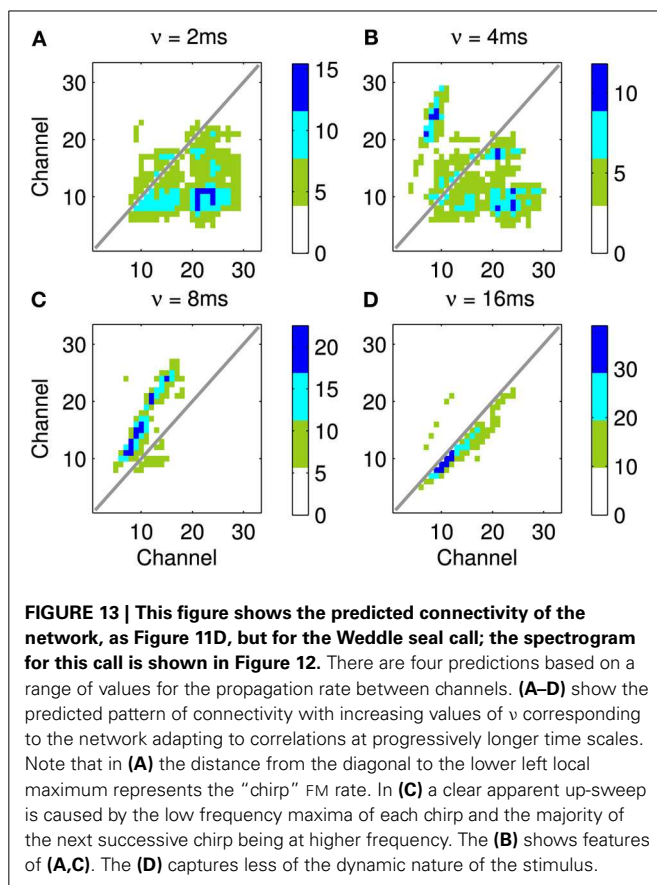 A
ν = 2ms
B
ν = 4ms
30
20
10
Channel
10 20 30
15
10
5
0
30
20
10
10 20 30
10
5
0
C
ν = 8ms
D
ν = 16ms
30
20
10
Channel
10 20 30
Channel
20
15
10
5
0
30
20
10
10 20 30
Channel
30
20
10
0
FIGURE 13 | This figure shows the predicted connectivity of the
network, as Figure 11D, but for the Weddle seal call; the spectrogram
for this call is shown in Figure 12. There are four predictions based on a
range of values for the propagation rate between channels. (A–D) show the
predicted pattern of connectivity with increasing values of ν corresponding
to the network adapting to correlations at progressively longer time scales.
Note that in (A) the distance from the diagonal to the lower left local
maximum represents the “chirp” FM rate. In (C) a clear apparent up-sweep
is caused by the low frequency maxima of each chirp and the majority of
the next successive chirp being at higher frequency. The (B) shows features
of (A,C). The (D) captures less of the dynamic nature of the stimulus.